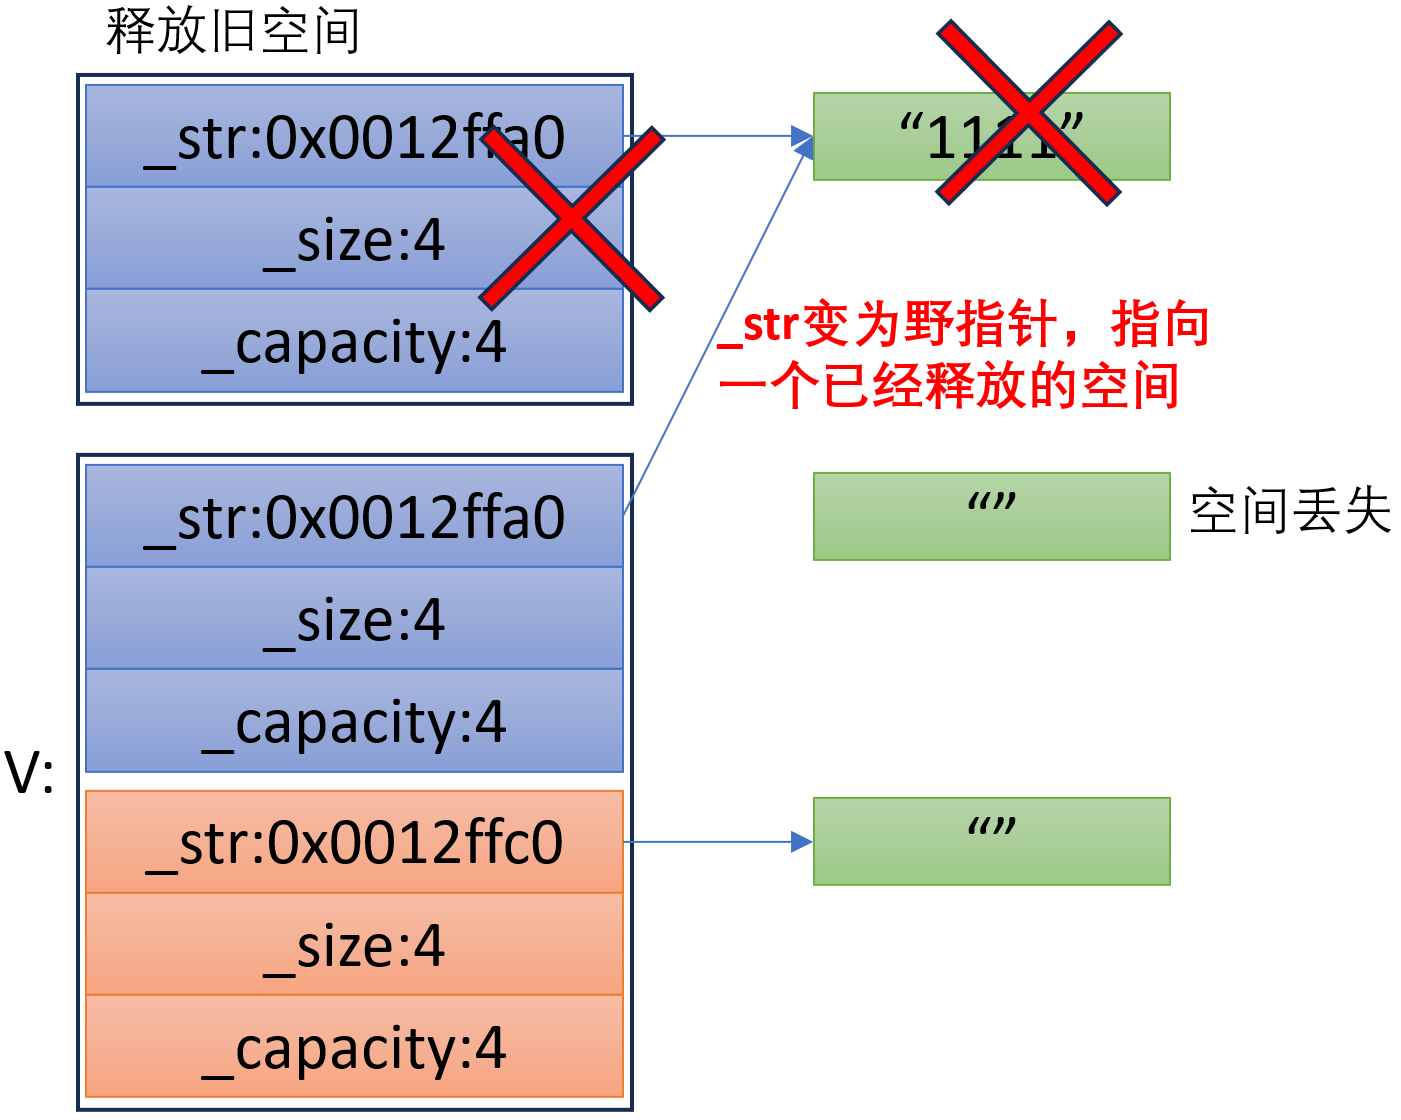 释放旧空间
_str:0x0012ffa0
“1111”
_size:4
_capacity:4
_str变为野指针，指向
一个已经释放的空间
_str:0x0012ffa0
“”
空间丢失
_size:4
_capacity:4
V:
_str:0x0012ffc0
“”
_size:4
_capacity:4